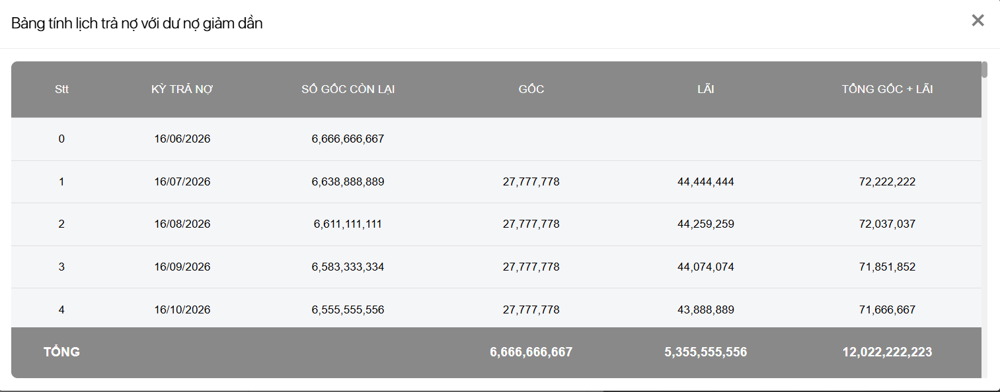 Bảng tính lịch trả nợ với dư nợ giảm dần
Stt KỲ TRẢ NỢ SỐ GỐC CÒN LẠI GỐC LÃI TỔNG GỐC + LÃI
0 16/06/2026 6,666,666,667
1 16/07/2026 6,638,888,889 27,777,778 44,444,444 72,222,222
2 16/08/2026 6,611,111,111 27,777,778 44,259,259 72,037,037
3 16/09/2026 6,583,333,334 27,777,778 44,074,074 71,851,852
4 16/10/2026 6,555,555,556 27,777,778 43,888,889 71,666,667
TỔNG 6,666,666,667 5,355,555,556 12,022,222,223